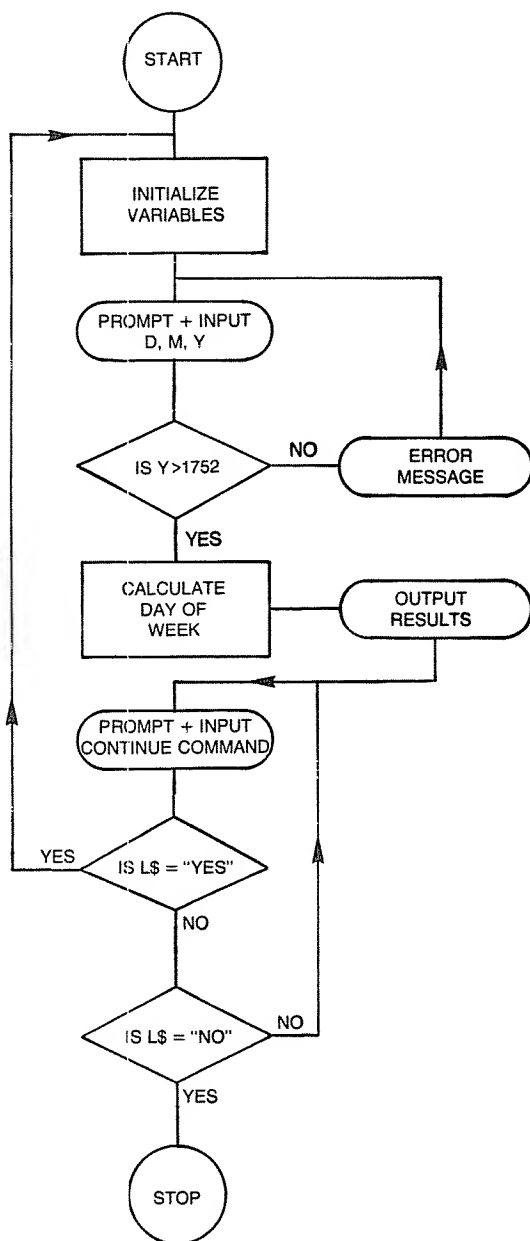 START
INITIALIZE
VARIABLES
PROMPT + INPUT
D, M, Y
IS Y>1752
NO
ERROR
MESSAGE
YES
CALCULATE
DAY OF
WEEK
OUTPUT
RESULTS
PROMPT + INPUT
CONTINUE COMMAND
YES
IS L$ = "YES"
NO
IS L$ = "NO"
NO
YES
STOP